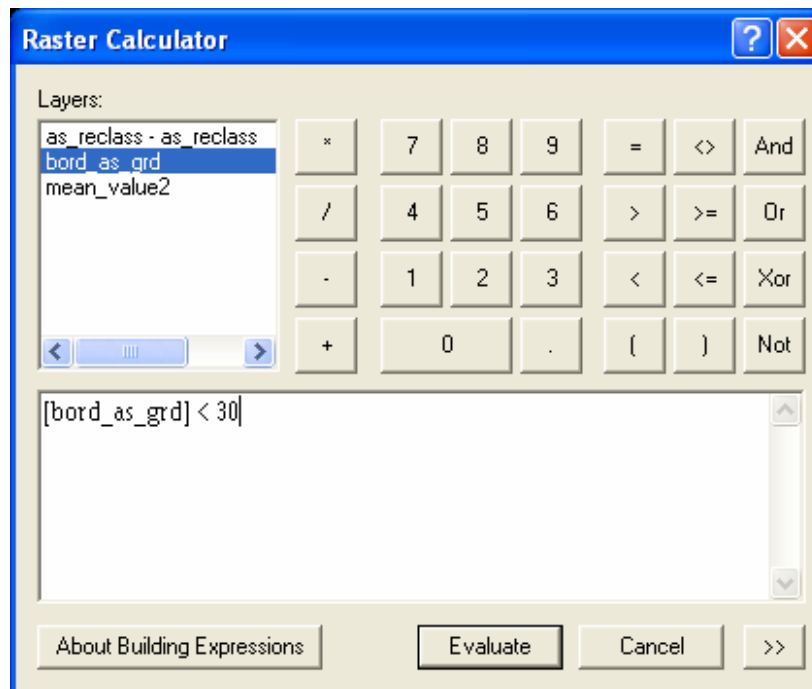 Raster Calculator
?
Layers:
as_reclass - as_reclass
bord_as_grd
mean_value2
* 7 8 9 = <> And
/ 4 5 6 > >= Or
- 1 2 3 < <= Xor
+ 0 . ( ) Not
[bord_as_grd] < 30
About Building Expressions Evaluate Cancel >>